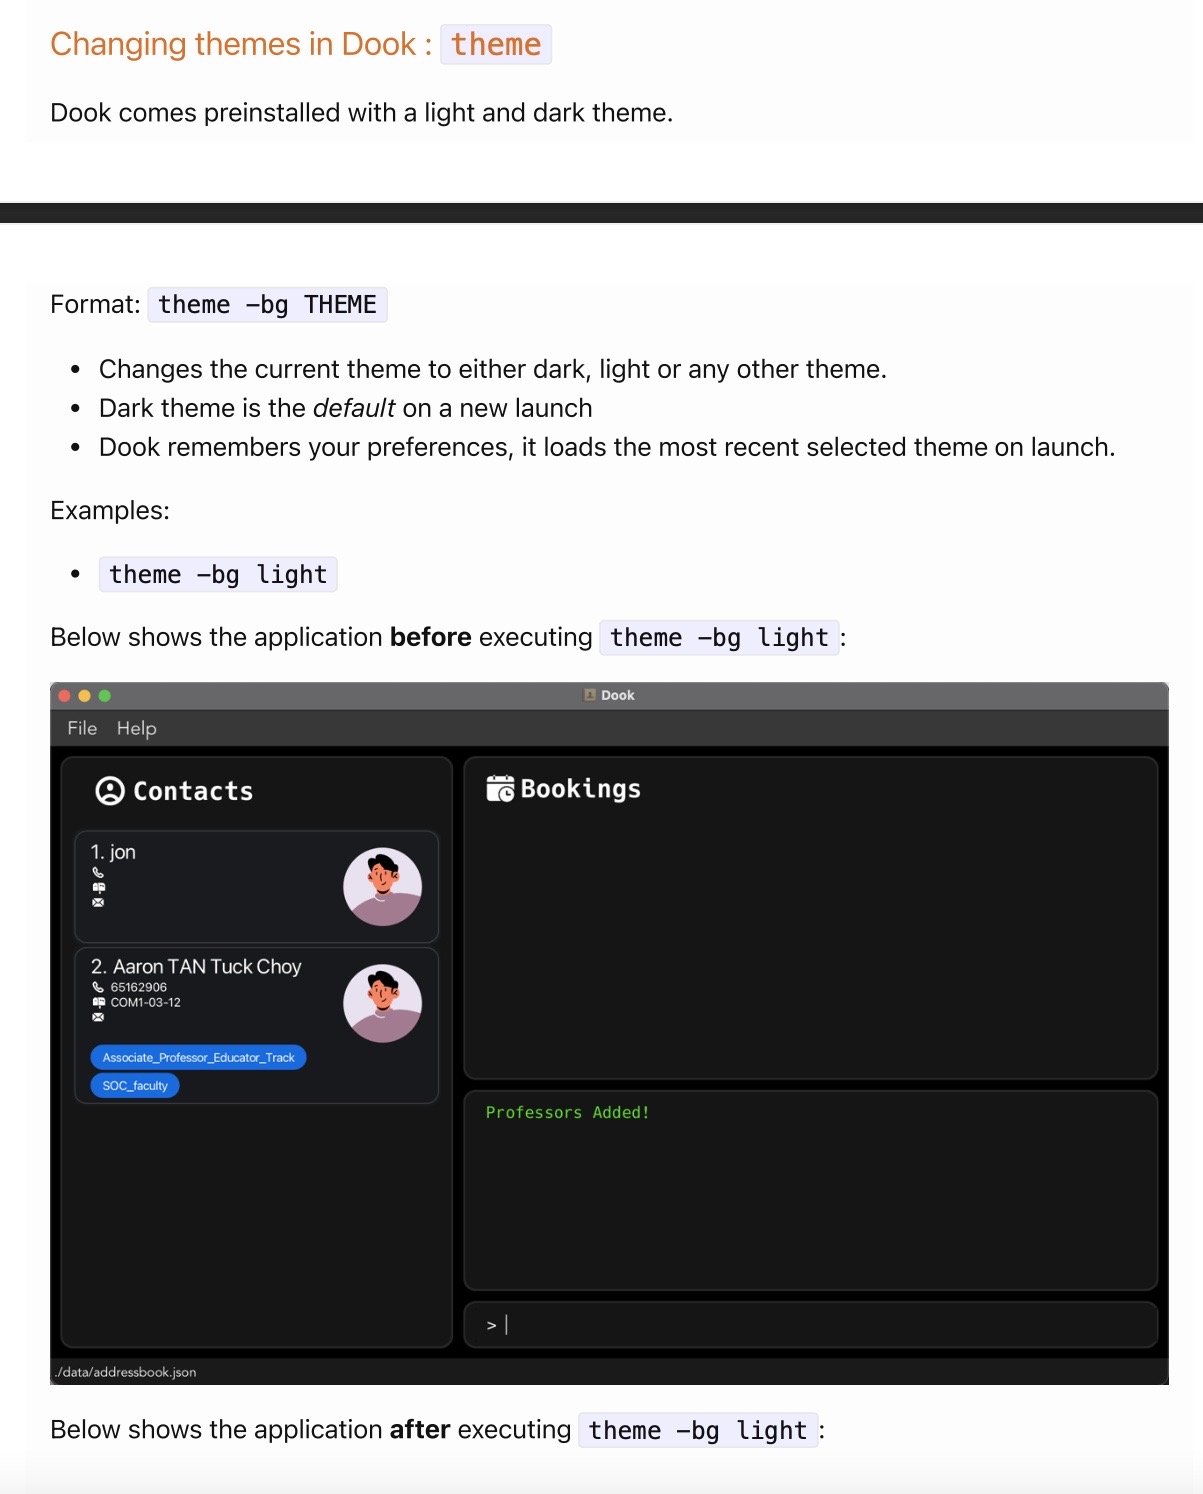 Changing themes in Dook : theme
Dook comes preinstalled with a light and dark theme.
Format: theme -bg THEME
• Changes the current theme to either dark, light or any other theme.
• Dark theme is the default on a new launch
• Dook remembers your preferences, it loads the most recent selected theme on launch.
Examples:
• theme -bg light
Below shows the application before executing theme -bg light :
Dook
File Help
Contacts
1. jon
2. Aaron TAN Tuck Choy
65162906
COM1-03-12
Associate_Professor_Educator_Track
SOC_faculty
Bookings
Professors Added!
>
./data/addressbook.json
Below shows the application after executing theme -bg light :